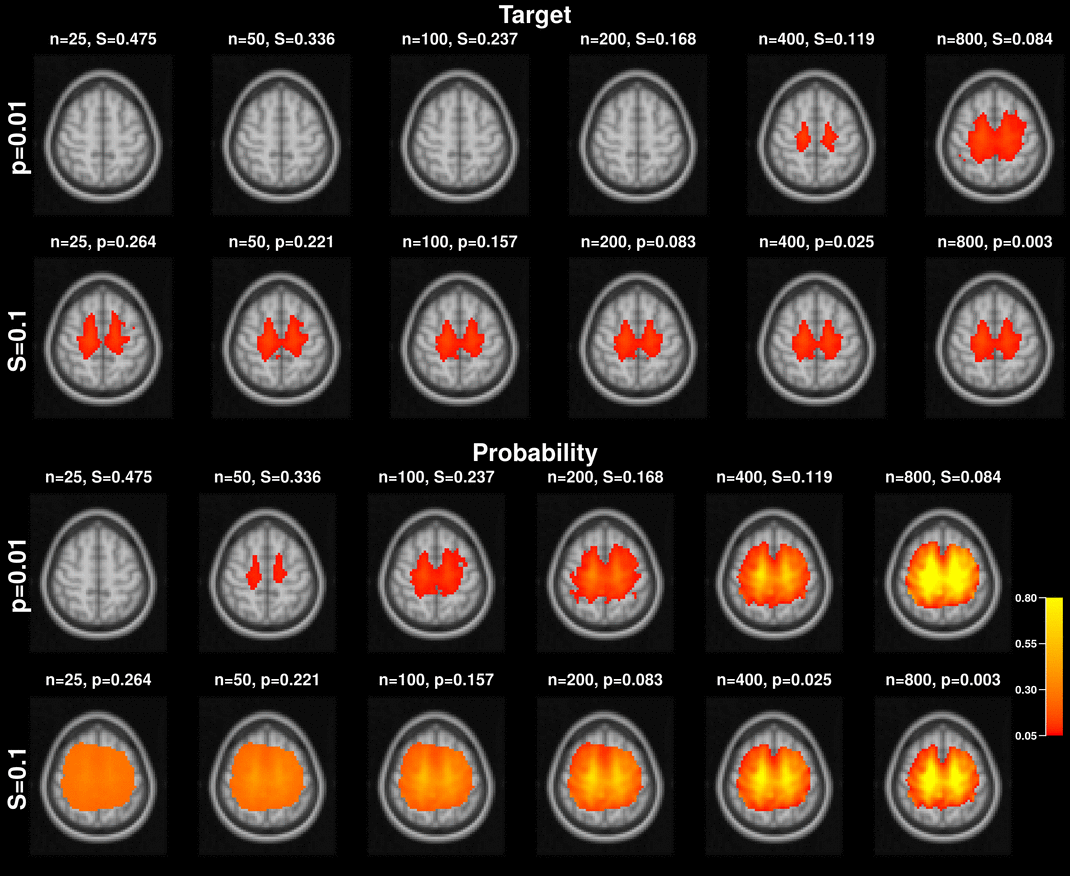 Target
n=25, S=0.475 n=50, S=0.336 n=100, S=0.237 n=200, S=0.168 n=400, S=0.119 n=800, S=0.084
p=0.01
n=25, p=0.264 n=50, p=0.221 n=100, p=0.157 n=200, p=0.083 n=400, p=0.025 n=800, p=0.003
S=0.1
Probability
n=25, S=0.475 n=50, S=0.336 n=100, S=0.237 n=200, S=0.168 n=400, S=0.119 n=800, S=0.084
p=0.01
0.80
0.55
0.30
0.05
n=25, p=0.264 n=50, p=0.221 n=100, p=0.157 n=200, p=0.083 n=400, p=0.025 n=800, p=0.003
S=0.1